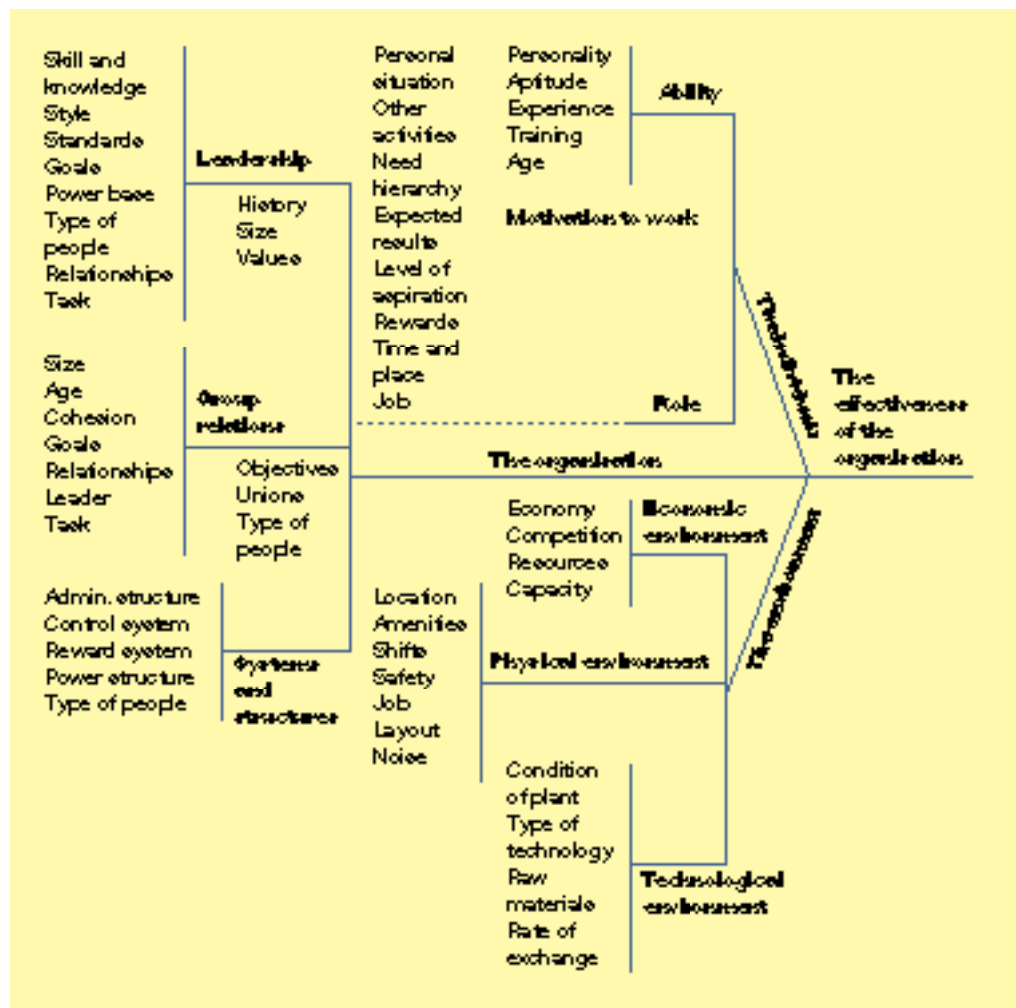 Skill and
knowledge
Style
Standards
Goals
Power base
Type of
people
Relationships
Task
Leadership
History
Size
Values
Size
Age
Cohesion
Goals
Relationships
Leader
Task
Group
relations
Objectives
Unions
Type of
people
Admin. structure
Control system
Reward system
Power structure
Type of people
Systems
and
structures
Personal
situation
Other
activities
Need
hierarchy
Expected
results
Level of
aspiration
Rewards
Time and
place
Job
Personality
Aptitude
Experience
Training
Age
Ability
Motivation to work
Role
The individual
The organisation
The
effectiveness
of the
organisation
Economy
Competition
Resources
Capacity
Economic
environment
The environment
Location
Amenities
Shifts
Safety
Job
Layout
Noise
Physical environment
Condition
of plant
Type of
technology
Raw
materials
Rate of
exchange
Technological
environment